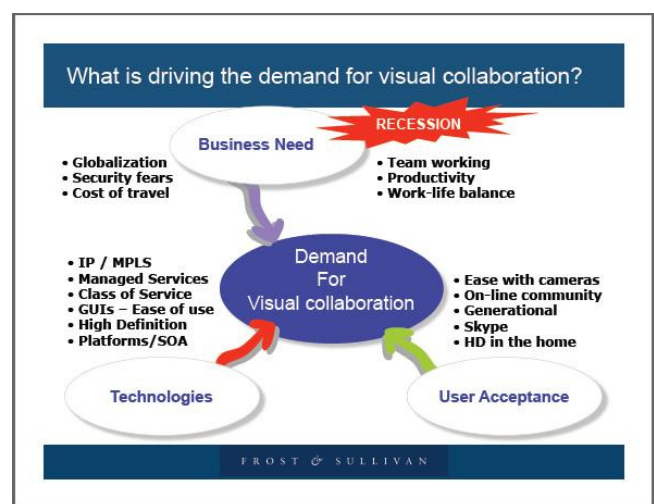 What is driving the demand for visual collaboration?
RECESSION
Business Need
• Globalization
• Security fears
• Cost of travel
• Team working
• Productivity
• Work-life balance
Demand
For
Visual collaboration
• IP / MPLS
• Managed Services
• Class of Service
• GUIs – Ease of use
• High Definition
• Platforms/SOA
• Ease with cameras
• On-line community
• Generational
• Skype
• HD in the home
Technologies
User Acceptance
FROST & SULLIVAN